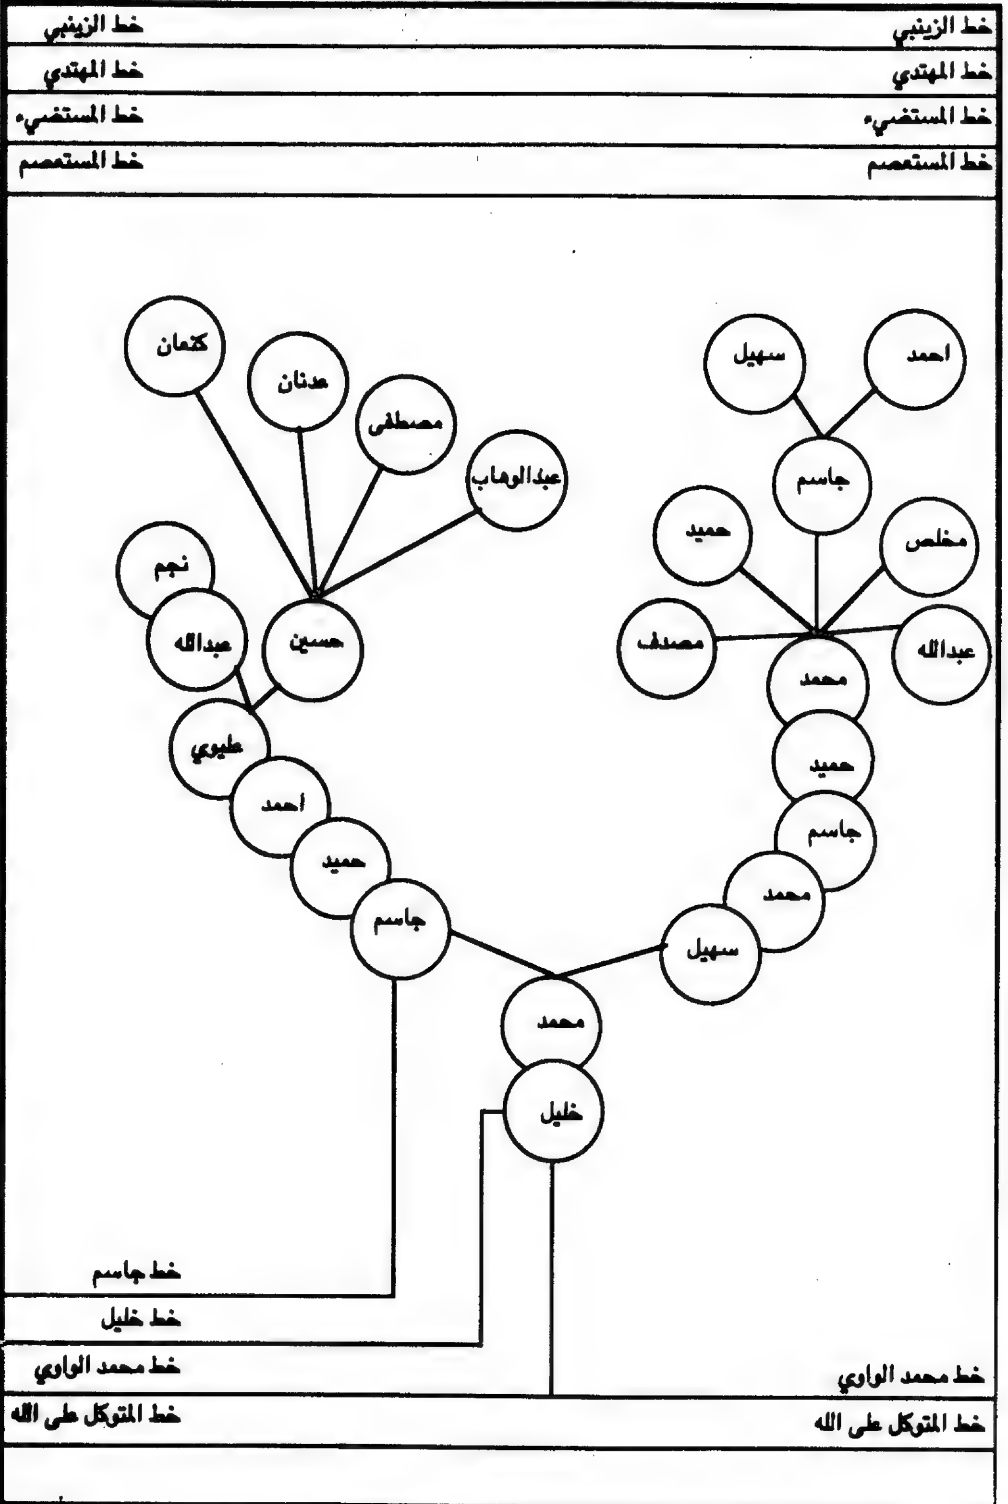 خط الزينبي
خط الزينبي
خط المهتدي
خط المهتدي
خط المستضيء
خط المستضيء
خط المستعصم
خط المستعصم
احمد
سهيل
جاسم
مخلص
حميد
عبدالله
مصدف
محمد
حميد
جاسم
محمد
سهيل
عبدالوهاب
مصطفى
عدنان
كنعان
حسين
نجم
عبدالله
عليوي
احمد
حميد
جاسم
محمد
خليل
خط جاسم
خط خليل
خط محمد الواوي
خط محمد الواوي
خط المتوكل على الله
خط المتوكل على الله